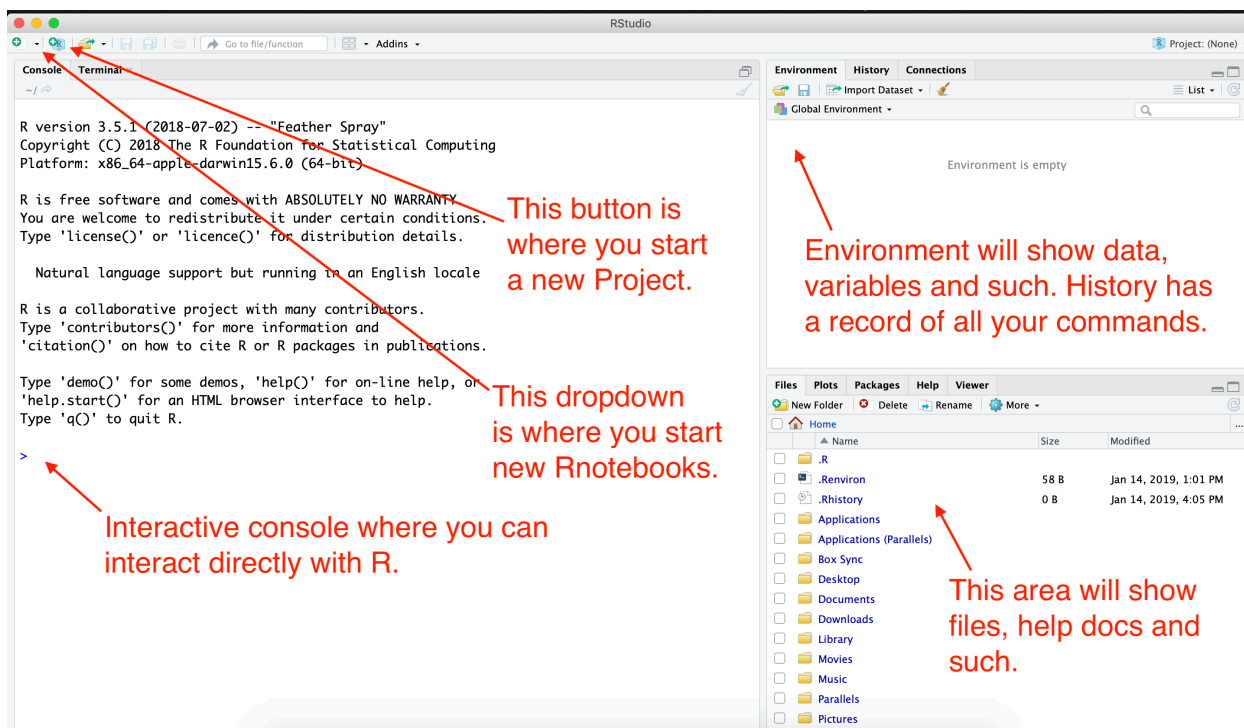 RStudio
Go to file/function
Addins
Project: (None)
Console Terminal
~/
R version 3.5.1 (2018-07-02) -- "Feather Spray"
Copyright (C) 2018 The R Foundation for Statistical Computing
Platform: x86_64-apple-darwin15.6.0 (64-bit)
R is free software and comes with ABSOLUTELY NO WARRANTY.
You are welcome to redistribute it under certain conditions.
Type 'license()' or 'licence()' for distribution details.
Natural language support but running in an English locale
R is a collaborative project with many contributors.
Type 'contributors()' for more information and
'citation()' on how to cite R or R packages in publications.
Type 'demo()' for some demos, 'help()' for on-line help, or
'help.start()' for an HTML browser interface to help.
Type 'q()' to quit R.
>
This button is
where you start
a new Project.
This dropdown
is where you start
new Rnotebooks.
Interactive console where you can
interact directly with R.
Environment History Connections
Import Dataset
List
Global Environment
Environment is empty
Environment will show data,
variables and such. History has
a record of all your commands.
Files Plots Packages Help Viewer
New Folder Delete Rename More
Home
...
Name Size Modified
.R
.Renviron 58 B Jan 14, 2019, 1:01 PM
.Rhistory 0 B Jan 14, 2019, 4:05 PM
Applications
Applications (Parallels)
Box Sync
Desktop
Documents
Downloads
Library
Movies
Music
Parallels
Pictures
This area will show
files, help docs and
such.